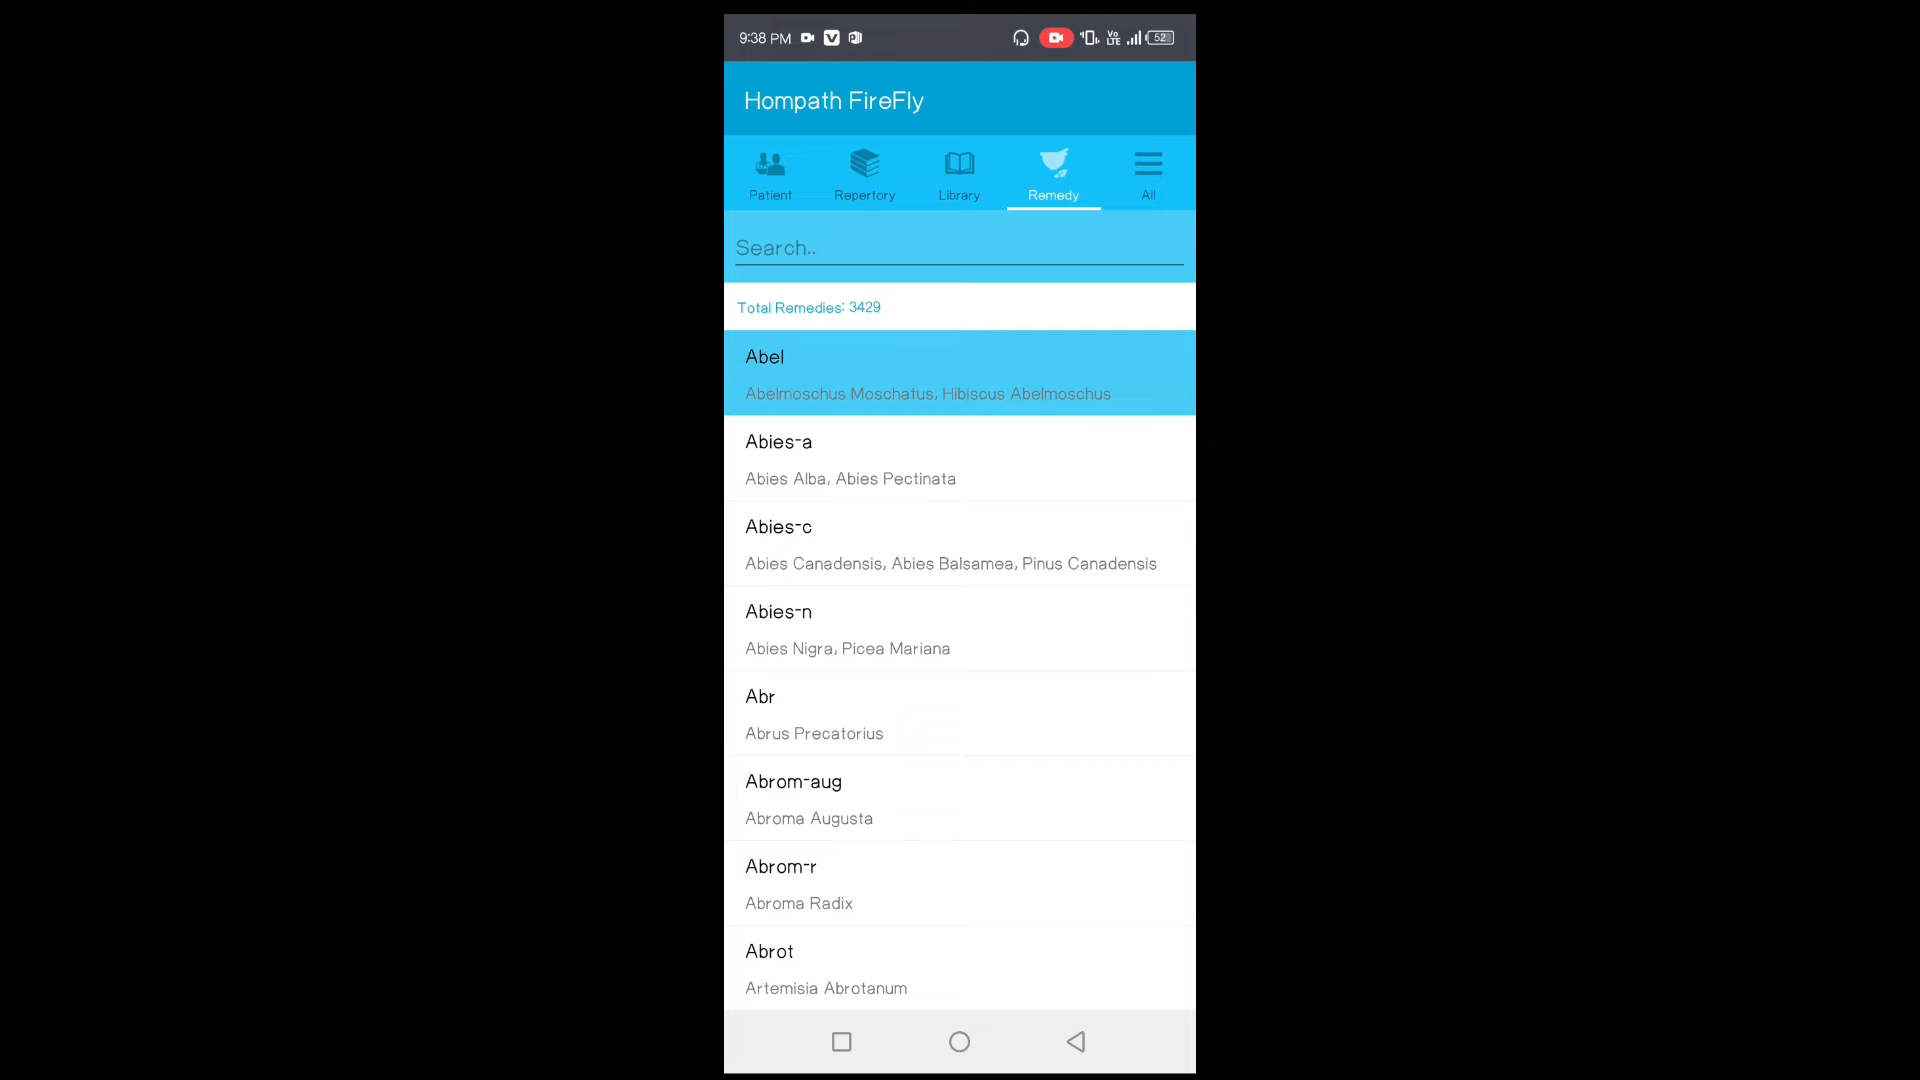 9:38 PM
Vo
LTE
52
Hompath FireFly
Patient
Repertory
Library
Remedy
All
Search..
Total Remedies: 3429
Abel
Abelmoschus Moschatus, Hibiscus Abelmoschus
Abies-a
Abies Alba, Abies Pectinata
Abies-c
Abies Canadensis, Abies Balsamea, Pinus Canadensis
Abies-n
Abies Nigra, Picea Mariana
Abr
Abrus Precatorius
Abrom-aug
Abroma Augusta
Abrom-r
Abroma Radix
Abrot
Artemisia Abrotanum